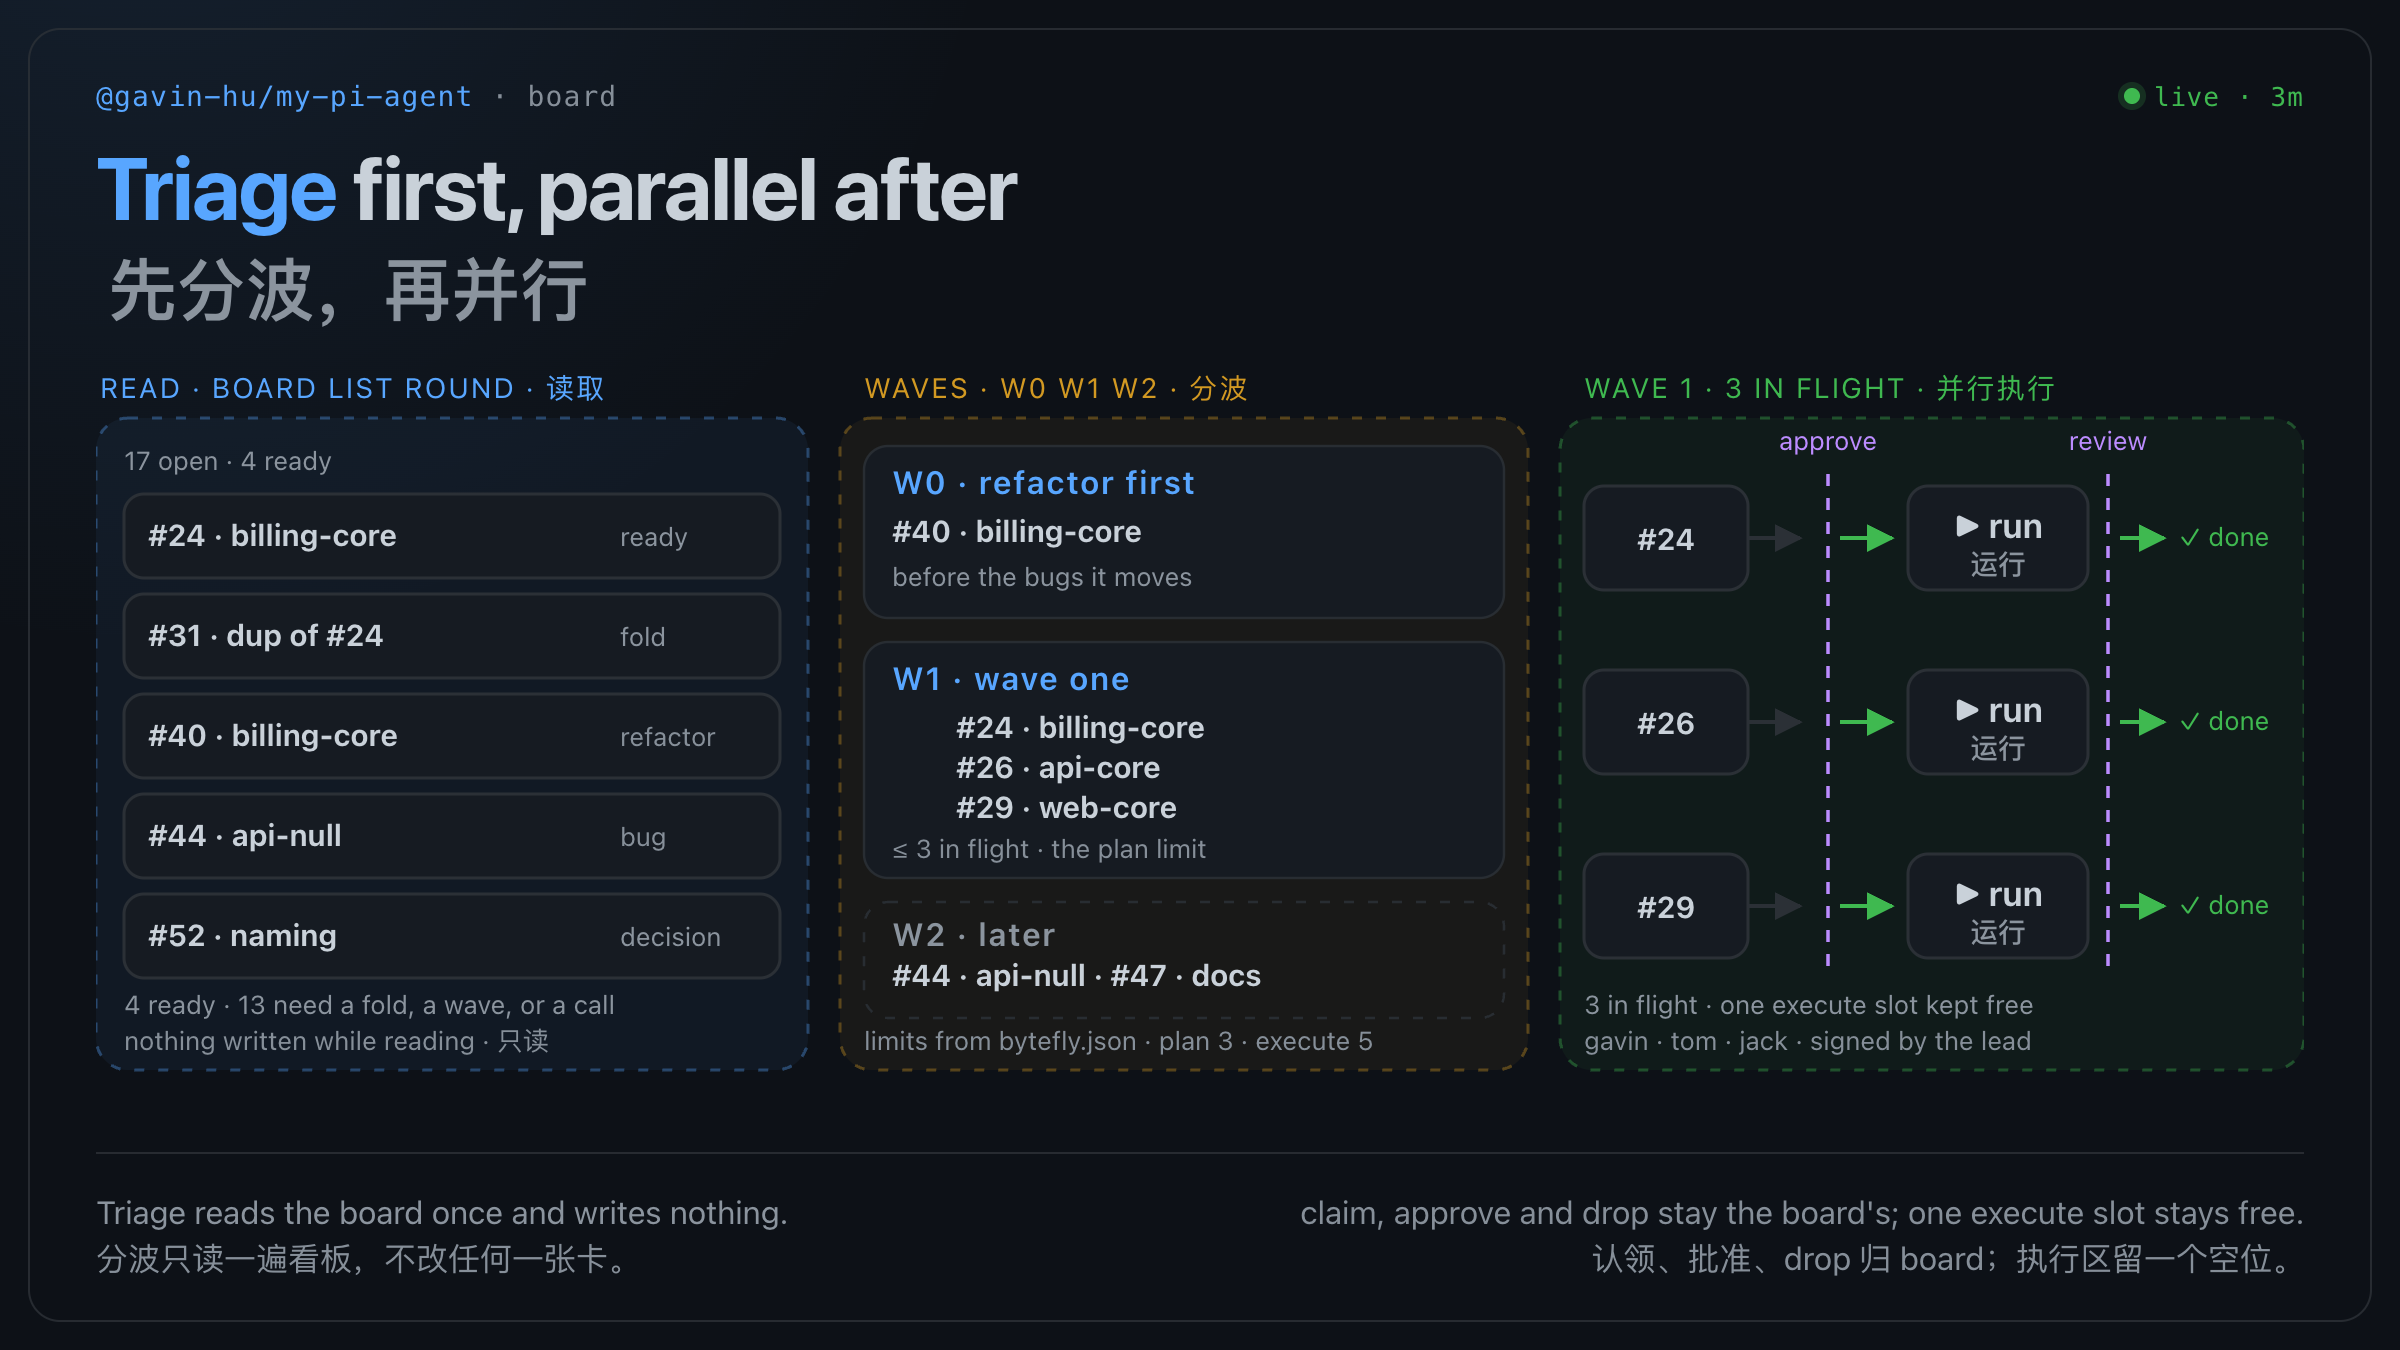 @gavin-hu/my-pi-agent · board
live · 3m
Triage first, parallel after
先分波，再并行
READ · BOARD LIST ROUND · 读取
17 open · 4 ready
#24 · billing-core ready
#31 · dup of #24 fold
#40 · billing-core refactor
#44 · api-null bug
#52 · naming decision
4 ready · 13 need a fold, a wave, or a call
nothing written while reading · 只读
WAVES · W0 W1 W2 · 分波
W0 · refactor first
#40 · billing-core
before the bugs it moves
W1 · wave one
#24 · billing-core
#26 · api-core
#29 · web-core
≤ 3 in flight · the plan limit
W2 · later
#44 · api-null · #47 · docs
limits from bytefly.json · plan 3 · execute 5
WAVE 1 · 3 IN FLIGHT · 并行执行
approve review
#24 ▶ run ✓ done
运行
#26 ▶ run ✓ done
运行
#29 ▶ run ✓ done
运行
3 in flight · one execute slot kept free
gavin · tom · jack · signed by the lead
Triage reads the board once and writes nothing.
分波只读一遍看板，不改任何一张卡。
claim, approve and drop stay the board's; one execute slot stays free.
认领、批准、drop 归 board；执行区留一个空位。